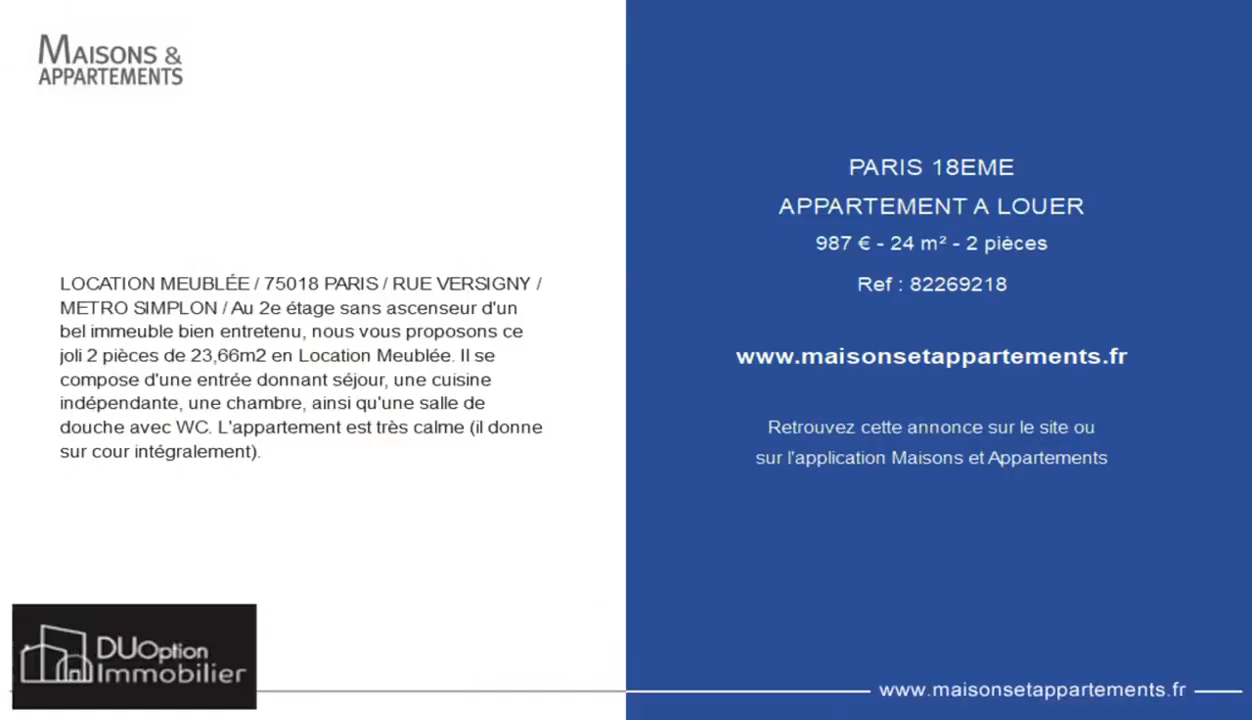 MAISONS &
APPARTEMENTS
LOCATION MEUBLÉE / 75018 PARIS / RUE VERSIGNY /
METRO SIMPLON / Au 2e étage sans ascenseur d'un
bel immeuble bien entretenu, nous vous proposons ce
joli 2 pièces de 23,66m2 en Location Meublée. Il se
compose d'une entrée donnant séjour, une cuisine
indépendante, une chambre, ainsi qu'une salle de
douche avec WC. L'appartement est très calme (il donne
sur cour intégralement).
DUOption
Immobilier
PARIS 18EME
APPARTEMENT A LOUER
987 € - 24 m² - 2 pièces
Ref : 82269218
www.maisonsetappartements.fr
Retrouvez cette annonce sur le site ou
sur l'application Maisons et Appartements
www.maisonsetappartements.fr